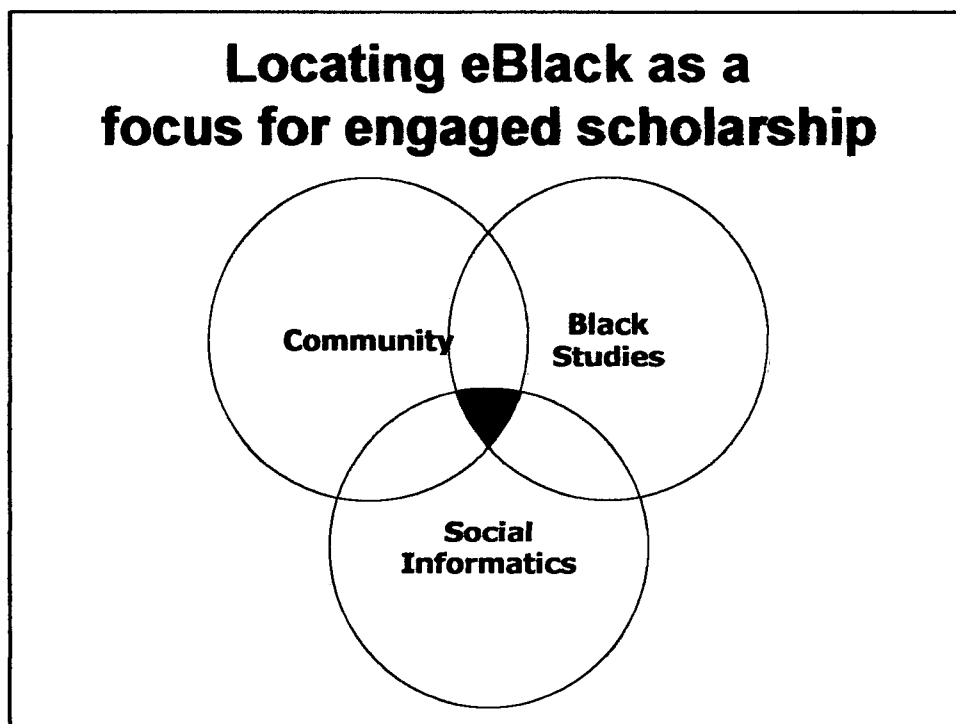 Locating eBlack as a
focus for engaged scholarship
Community
Black
Studies
Social
Informatics